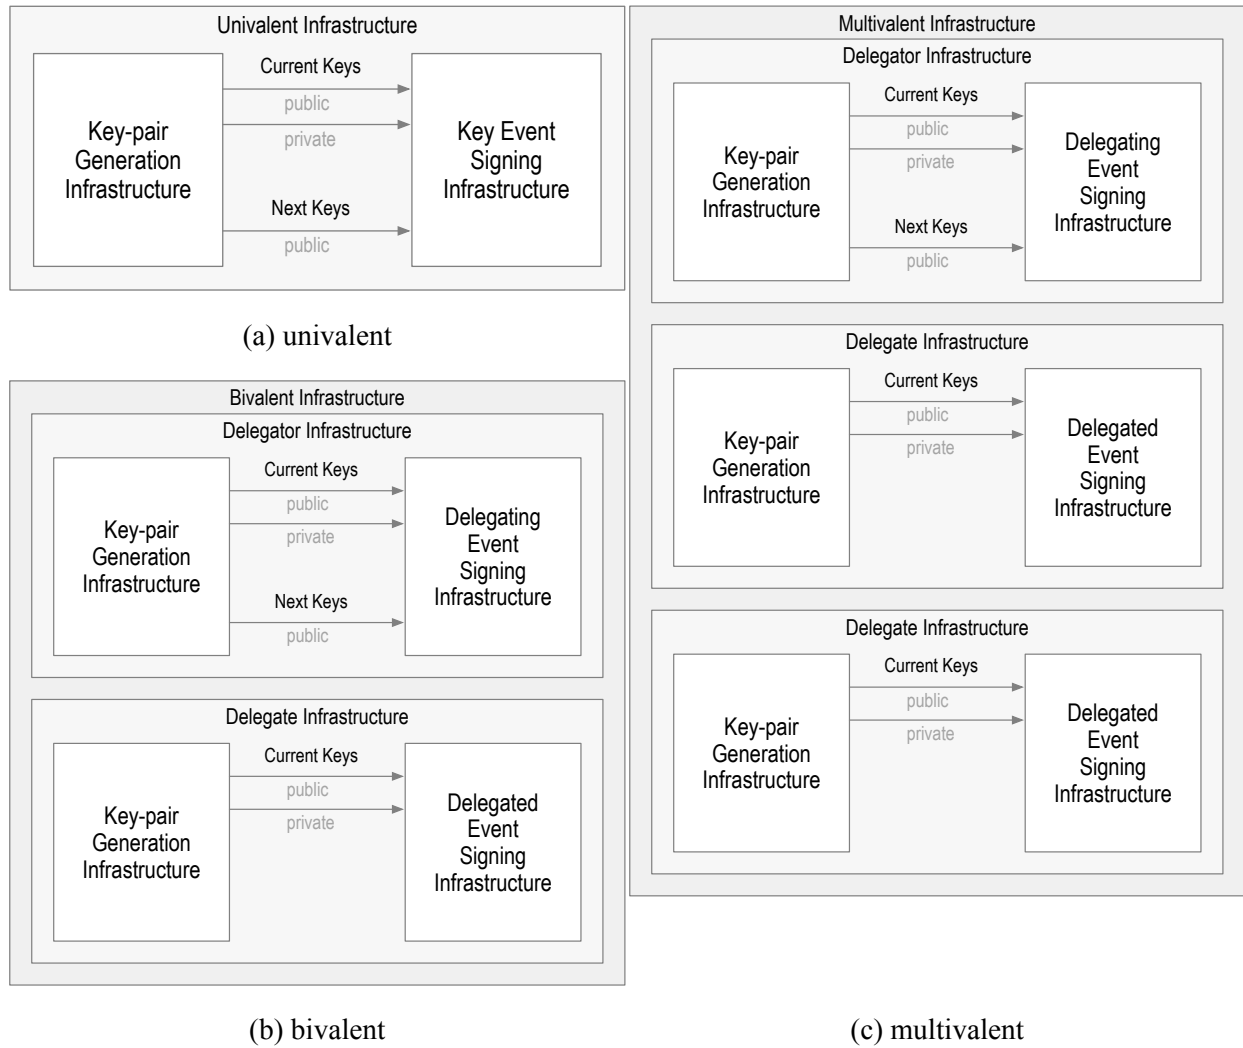 Univalent Infrastructure
Key-pair
Generation
Infrastructure
Current Keys
public
private
Next Keys
public
Key Event
Signing
Infrastructure
(a) univalent
Bivalent Infrastructure
Delegator Infrastructure
Key-pair
Generation
Infrastructure
Current Keys
public
private
Next Keys
public
Delegating
Event
Signing
Infrastructure
Delegate Infrastructure
Key-pair
Generation
Infrastructure
Current Keys
public
private
Delegated
Event
Signing
Infrastructure
(b) bivalent
Multivalent Infrastructure
Delegator Infrastructure
Key-pair
Generation
Infrastructure
Current Keys
public
private
Next Keys
public
Delegating
Event
Signing
Infrastructure
Delegate Infrastructure
Key-pair
Generation
Infrastructure
Current Keys
public
private
Delegated
Event
Signing
Infrastructure
Delegate Infrastructure
Key-pair
Generation
Infrastructure
Current Keys
public
private
Delegated
Event
Signing
Infrastructure
(c) multivalent